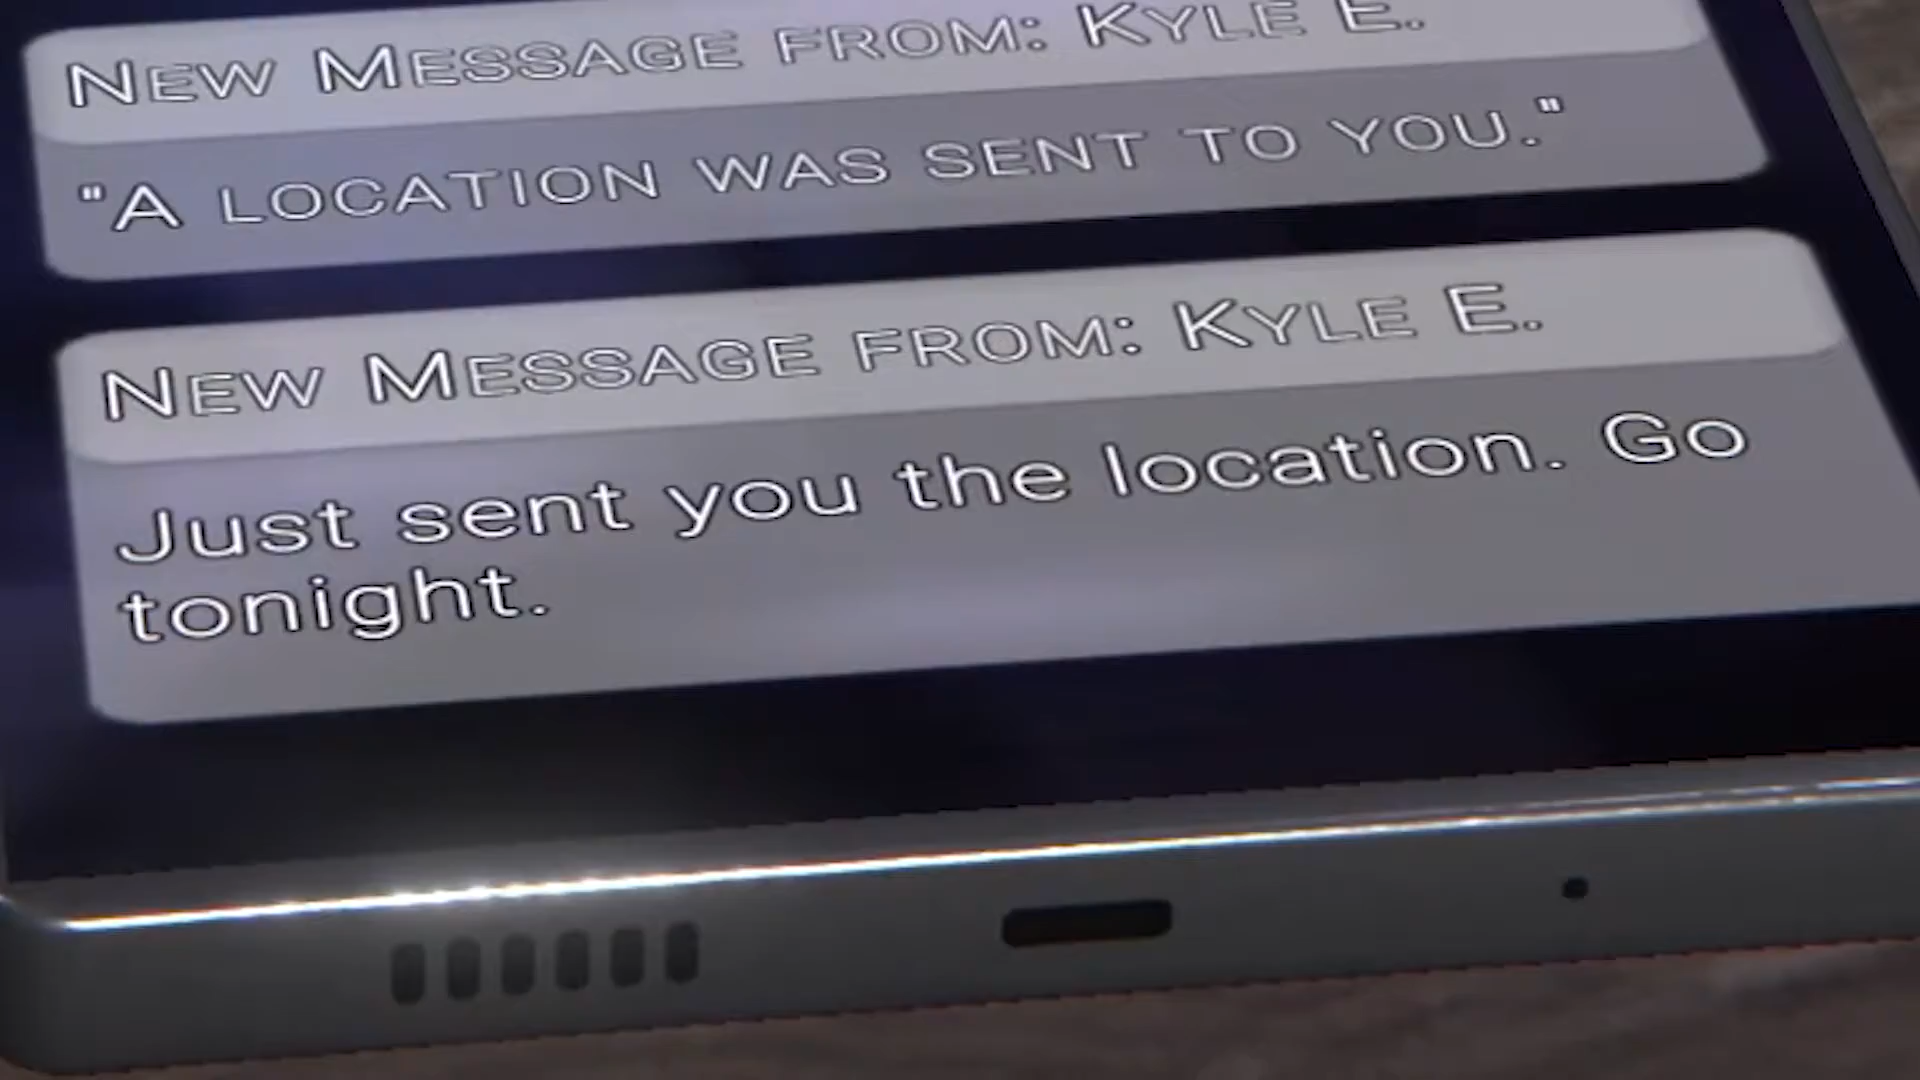 New Message from: Kyle E.
"A location was sent to you."
New Message from: Kyle E.
Just sent you the location. Go
tonight.